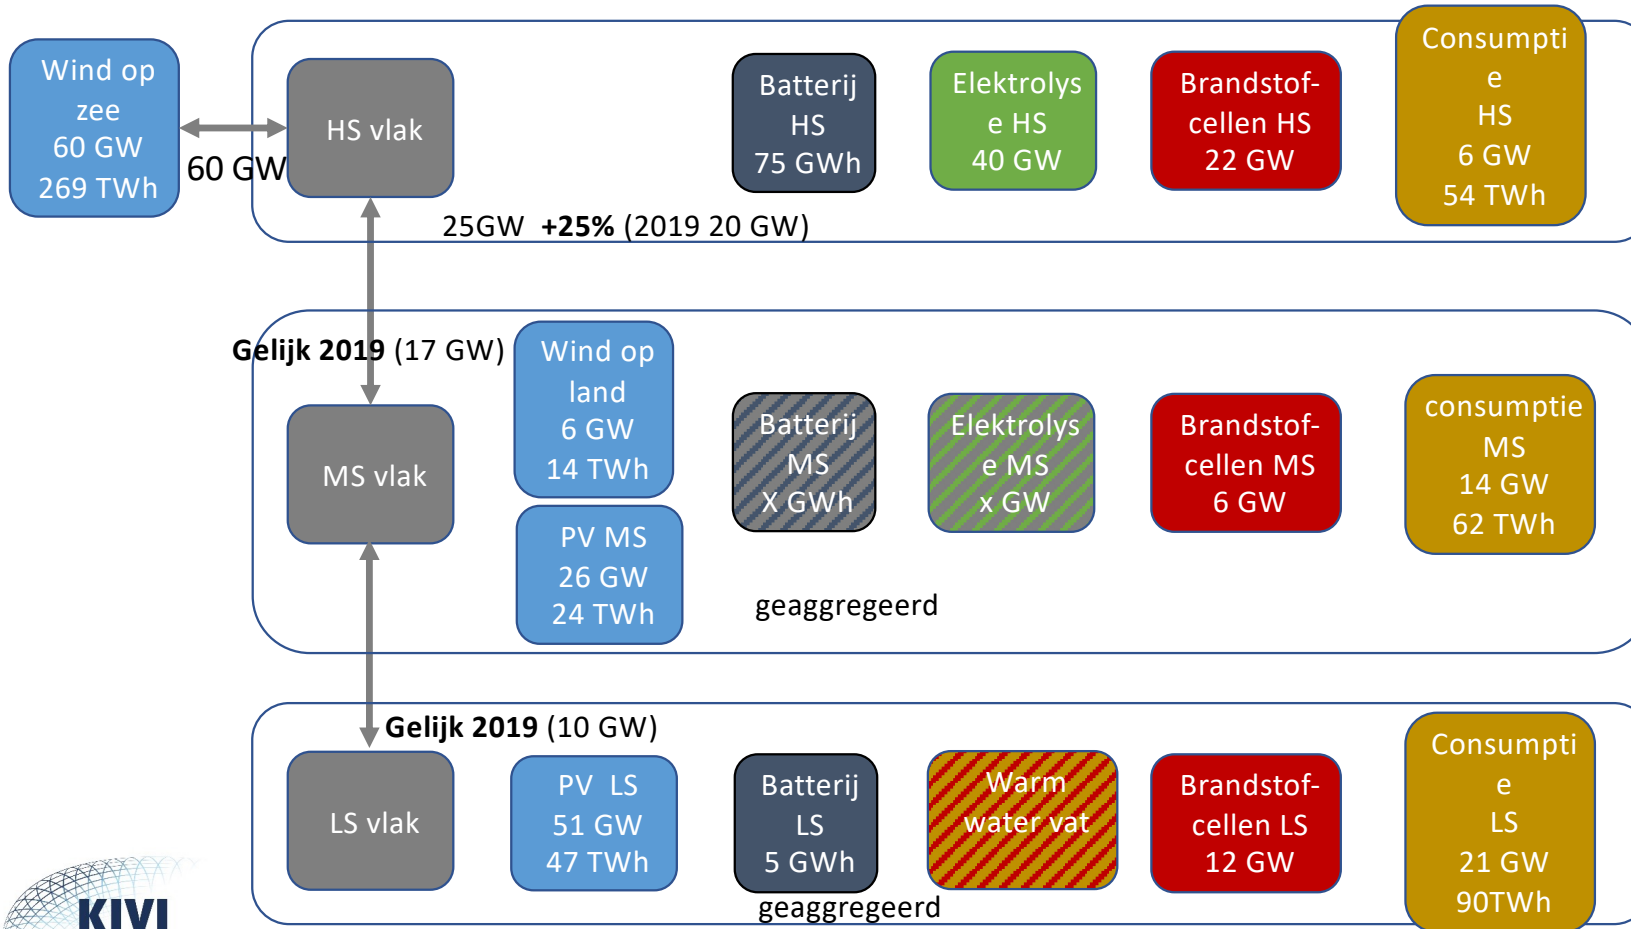 Wind op
zee
60 GW
269 TWh
60 GW
HS vlak
Batterij
HS
75 GWh
Elektrolys
e HS
40 GW
Brandstof-
cellen HS
22 GW
Consumpti
e
HS
6 GW
54 TWh
25GW +25% (2019 20 GW)
Gelijk 2019 (17 GW)
MS vlak
Wind op
land
6 GW
14 TWh
PV MS
26 GW
24 TWh
Batterij
MS
X GWh
Elektrolys
e MS
x GW
Brandstof-
cellen MS
6 GW
consumptie
MS
14 GW
62 TWh
geaggregeerd
Gelijk 2019 (10 GW)
LS vlak
PV LS
51 GW
47 TWh
Batterij
LS
5 GWh
Warm
water vat
Brandstof-
cellen LS
12 GW
Consumpti
e
LS
21 GW
90TWh
geaggregeerd
KIVI